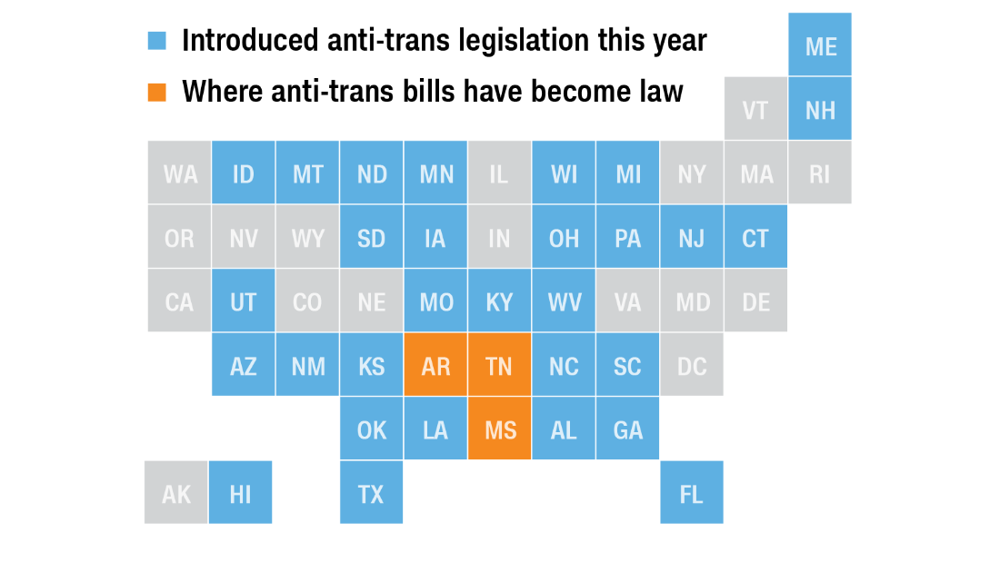 Introduced anti-trans legislation this year
Where anti-trans bills have become law
ME
VT NH
WA ID MT ND MN IL WI MI NY MA RI
OR NV WY SD IA IN OH PA NJ CT
CA UT CO NE MO KY WV VA MD DE
AZ NM KS AR TN NC SC DC
OK LA MS AL GA
AK HI TX FL